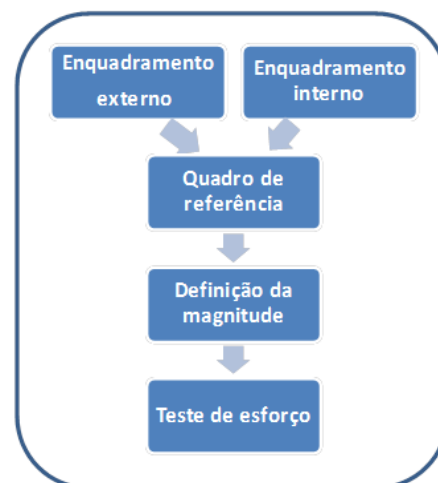 Enquadramento
externo
Enquadramento
interno
Quadro de
referência
Definição da
magnitude
Teste de esforço